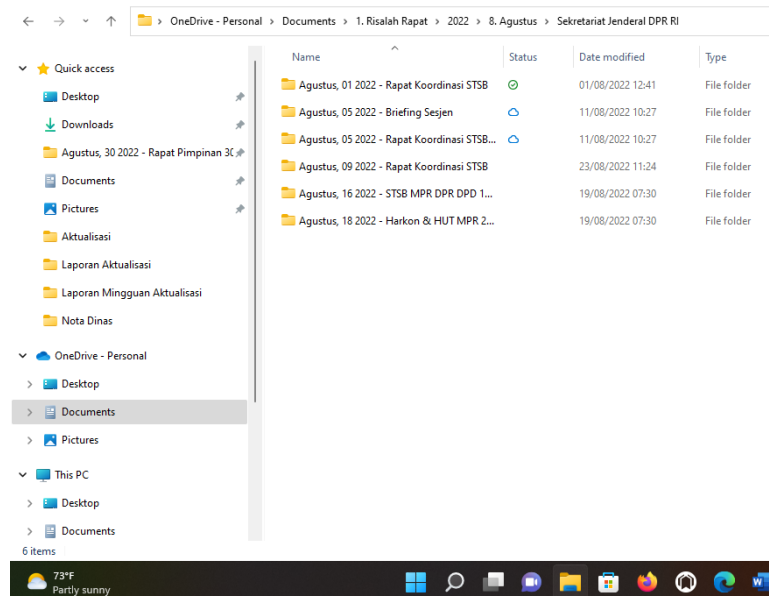 OneDrive - Personal > Documents > 1. Risalah Rapat > 2022 > 8. Agustus > Sekretariat Jenderal DPR RI
Name Status Date modified Type
Quick access
Desktop
Downloads
Agustus, 30 2022 - Rapat Pimpinan 3
Documents
Pictures
Aktualisasi
Laporan Aktualisasi
Laporan Mingguan Aktualisasi
Nota Dinas
OneDrive - Personal
Desktop
Documents
Pictures
This PC
Desktop
Documents
Agustus, 01 2022 - Rapat Koordinasi STSB 01/08/2022 12:41 File folder
Agustus, 05 2022 - Briefing Sesjen 11/08/2022 10:27 File folder
Agustus, 05 2022 - Rapat Koordinasi STSB... 11/08/2022 10:27 File folder
Agustus, 09 2022 - Rapat Koordinasi STSB 23/08/2022 11:24 File folder
Agustus, 16 2022 - STSB MPR DPR DPD 1... 19/08/2022 07:30 File folder
Agustus, 18 2022 - Harkon & HUT MPR 2... 19/08/2022 07:30 File folder
6 items
73°F
Partly sunny
W